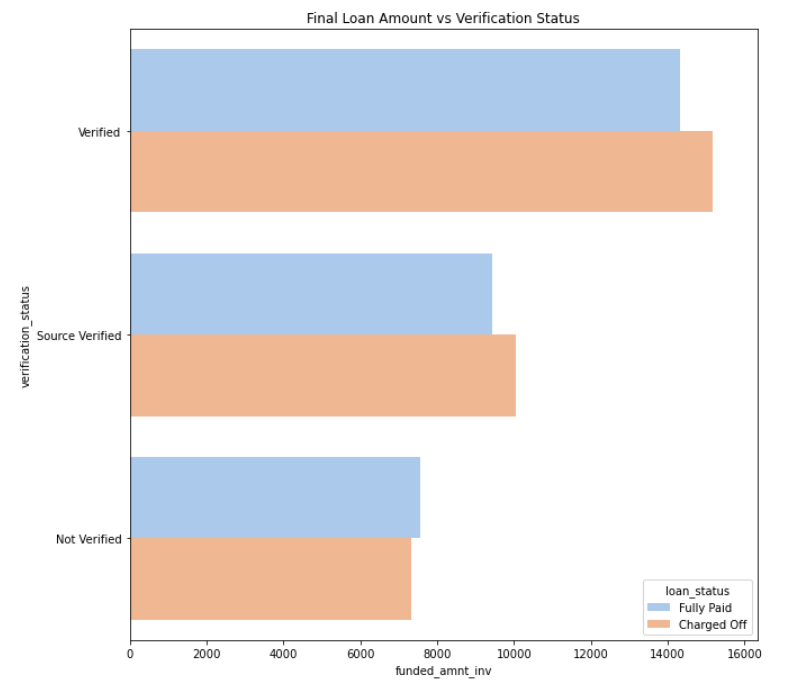 Final Loan Amount vs Verification Status
verification_status
Verified
Source Verified
Not Verified
loan_status
Fully Paid
Charged Off
0 2000 4000 6000 8000 10000 12000 14000 16000
funded_amnt_inv